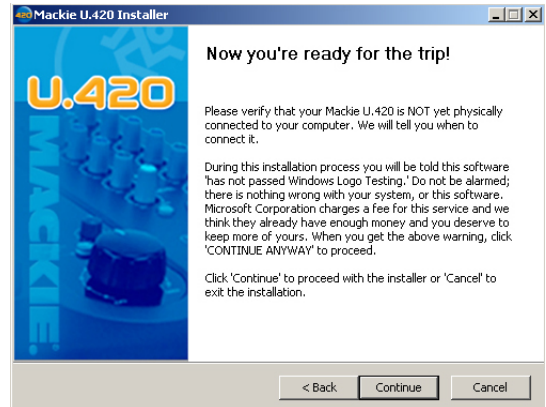 Mackie U.420 Installer
Now you're ready for the trip!
U.420
MACKIE.
Please verify that your Mackie U.420 is NOT yet physically
connected to your computer. We will tell you when to
connect it.
During this installation process you will be told this software
'has not passed Windows Logo Testing.' Do not be alarmed;
there is nothing wrong with your system, or this software.
Microsoft Corporation charges a fee for this service and we
think they already have enough money and you deserve to
keep more of yours. When you get the above warning, click
'CONTINUE ANYWAY' to proceed.
Click 'Continue' to proceed with the installer or 'Cancel' to
exit the installation.
< Back
Continue
Cancel